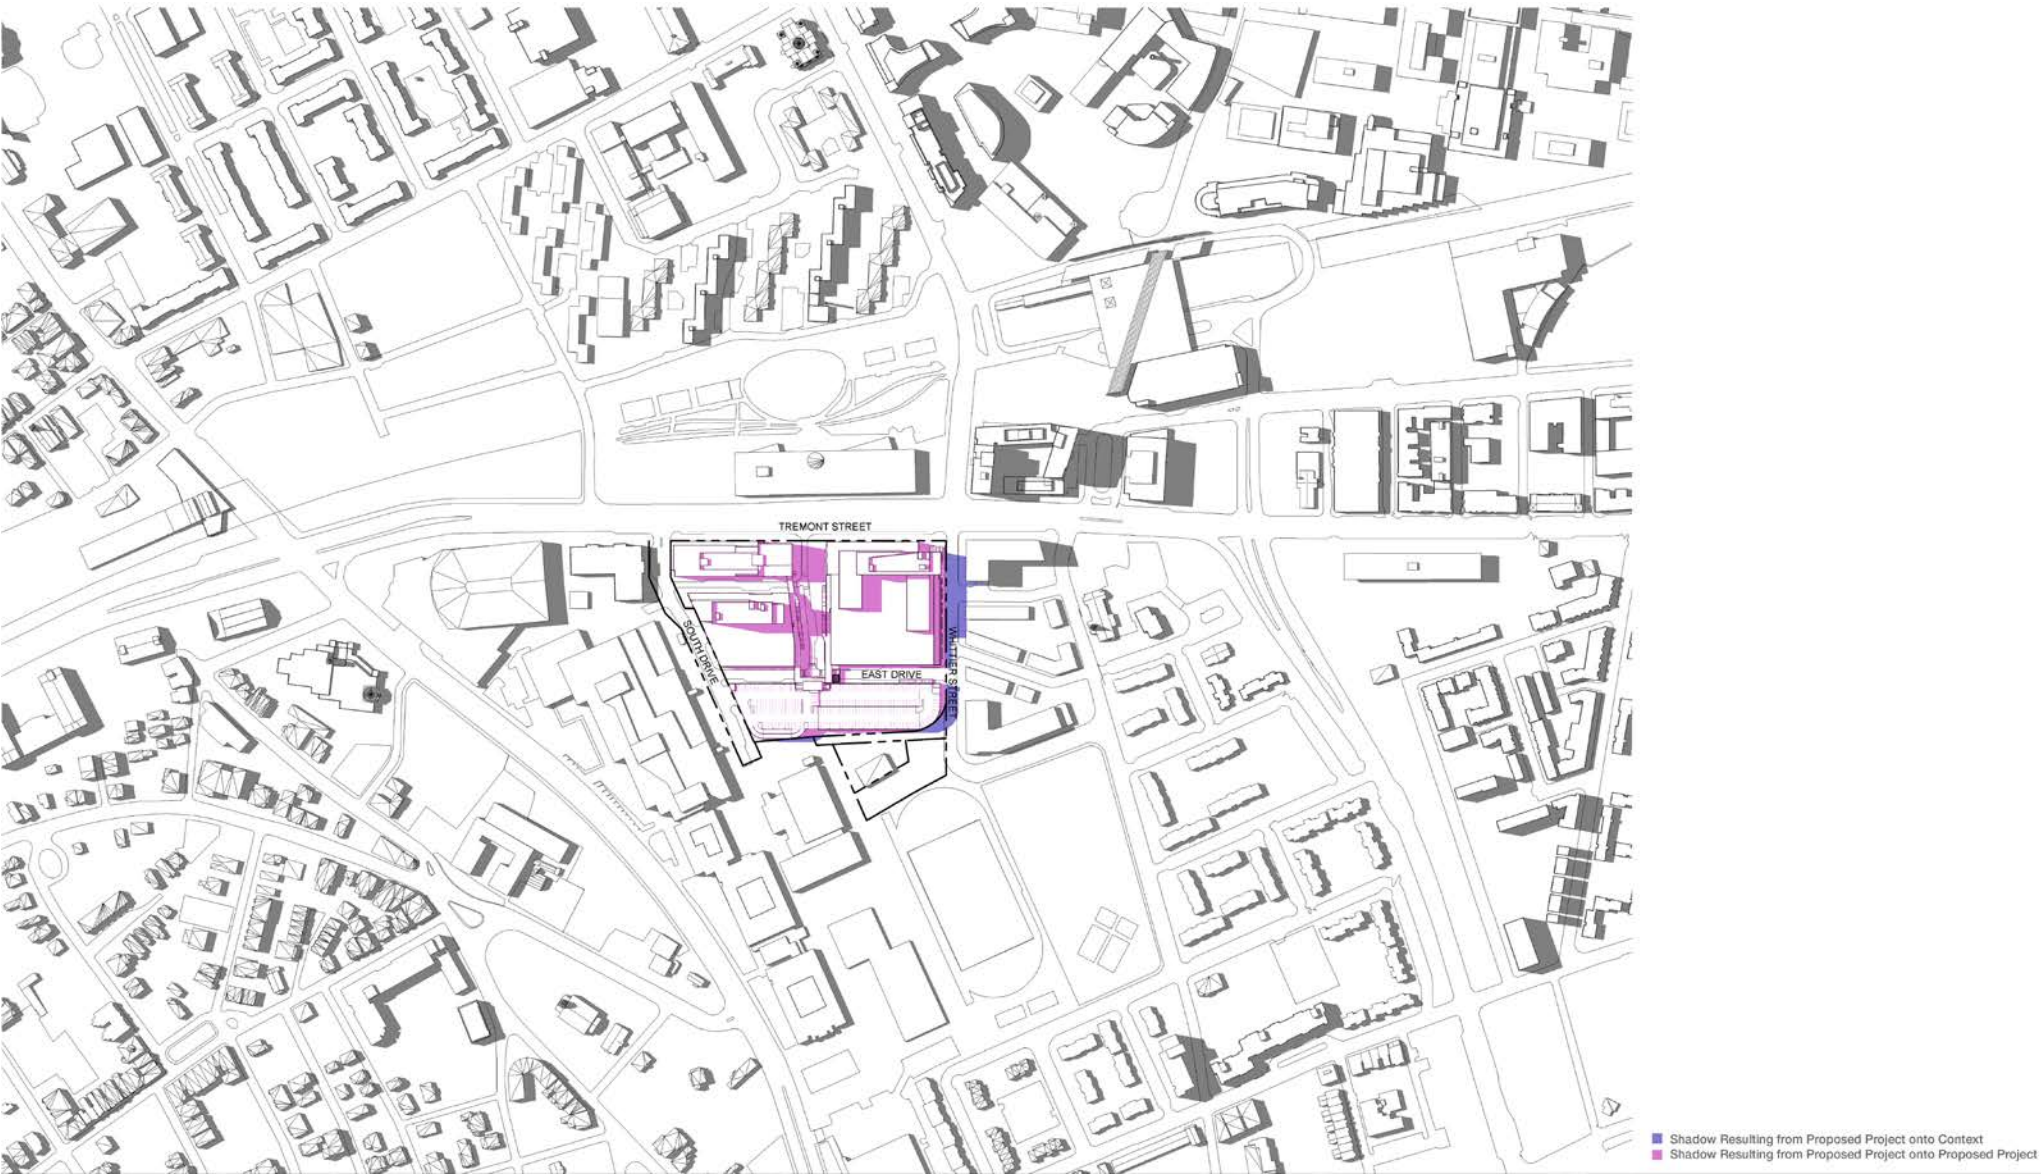 TREMONT STREET
SOUTH DRIVE
WHITTIER STREET
EAST DRIVE
Shadow Resulting from Proposed Project onto Context
Shadow Resulting from Proposed Project onto Proposed Project